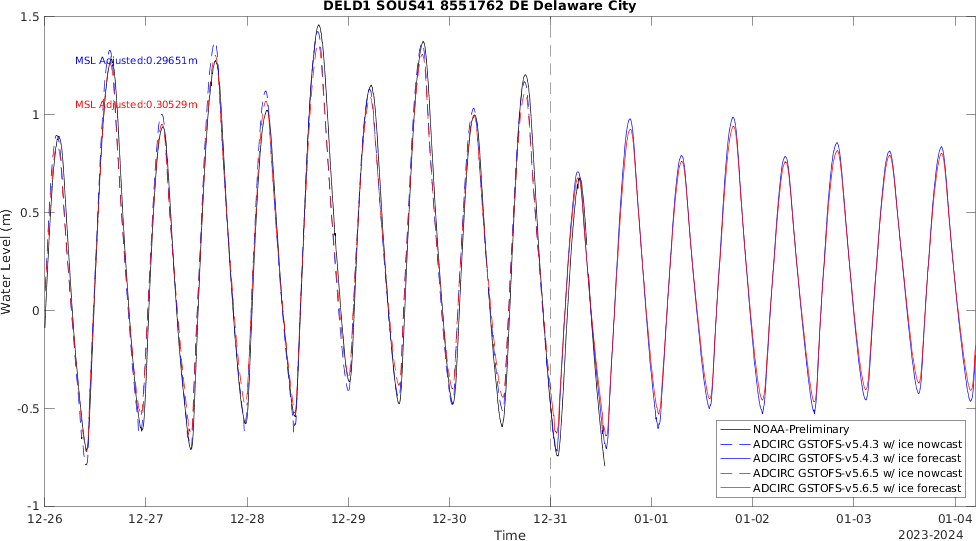 DELD1 SOUS41 8551762 DE Delaware City
1.5
1
0.5
0
-0.5
-1
Water Level (m)
MSL Adjusted:0.29651m
MSL Adjusted:0.30529m
NOAA-Preliminary
ADCIRC GSTOFS-v5.4.3 w/ ice nowcast
ADCIRC GSTOFS-v5.4.3 w/ ice forecast
ADCIRC GSTOFS-v5.6.5 w/ ice nowcast
ADCIRC GSTOFS-v5.6.5 w/ ice forecast
12-26 12-27 12-28 12-29 12-30 12-31 01-01 01-02 01-03 01-04
Time
2023-2024